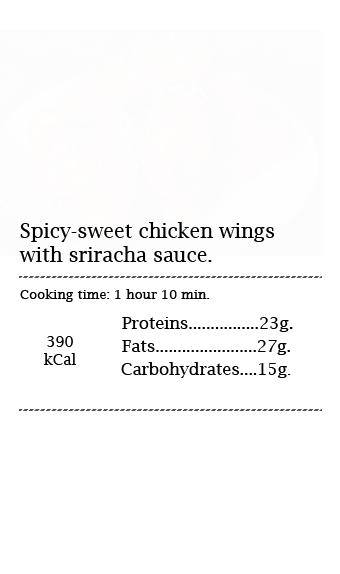 Spicy-sweet chicken wings
with sriracha sauce.
Cooking time: 1 hour 10 min.
Proteins................23g.
390
Fats.......................27g.
kCal
Carbohydrates....15g.